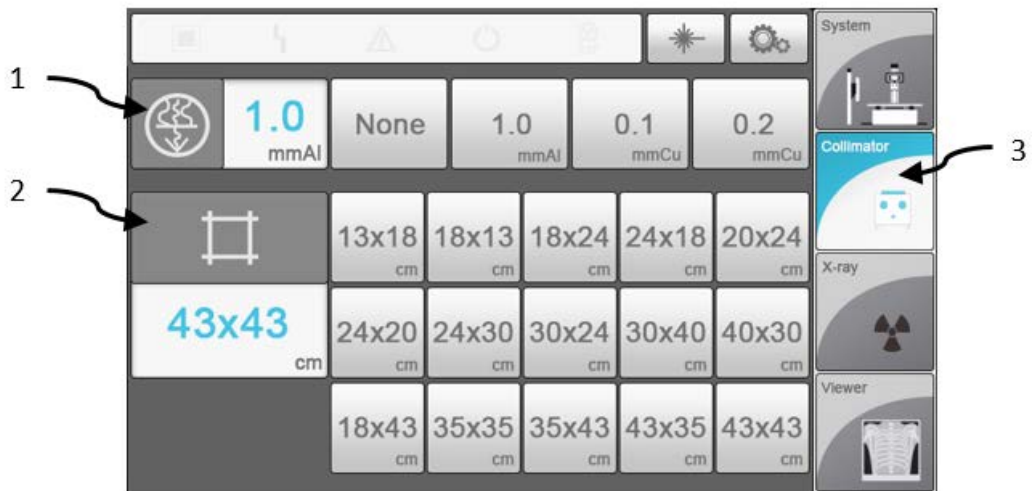 System
1
1.0
mmAl
None
1.0
mmAl
0.1
mmCu
0.2
mmCu
Collimator
3
2
13x18
cm
18x13
cm
18x24
cm
24x18
cm
20x24
cm
X-ray
43x43
cm
24x20
cm
24x30
cm
30x24
cm
30x40
cm
40x30
cm
Viewer
18x43
cm
35x35
cm
35x43
cm
43x35
cm
43x43
cm